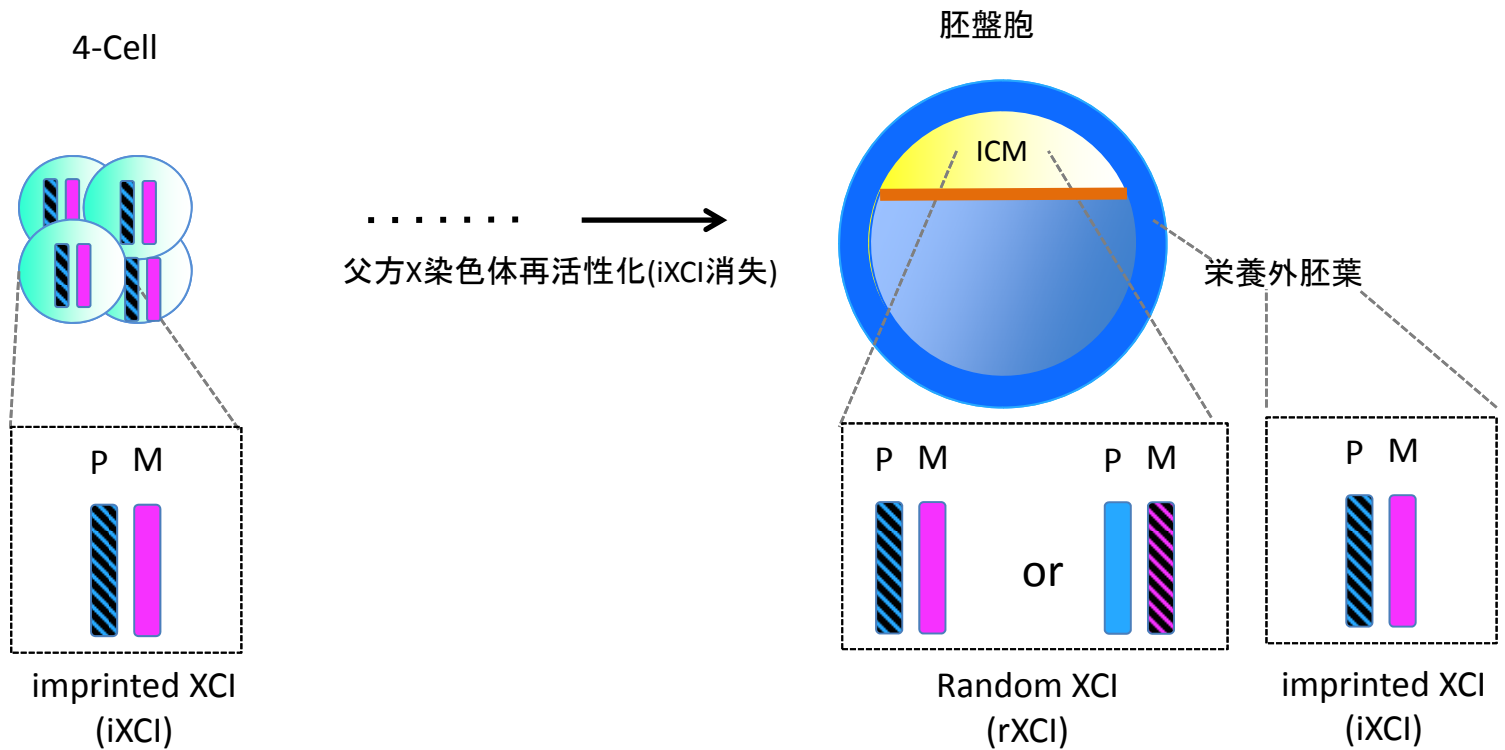 4-Cell
胚盤胞
ICM
父方X染色体再活性化(iXCI消失)
栄養外胚葉
P M
P M
or
P M
P M
imprinted XCI
(iXCI)
Random XCI
(rXCI)
imprinted XCI
(iXCI)